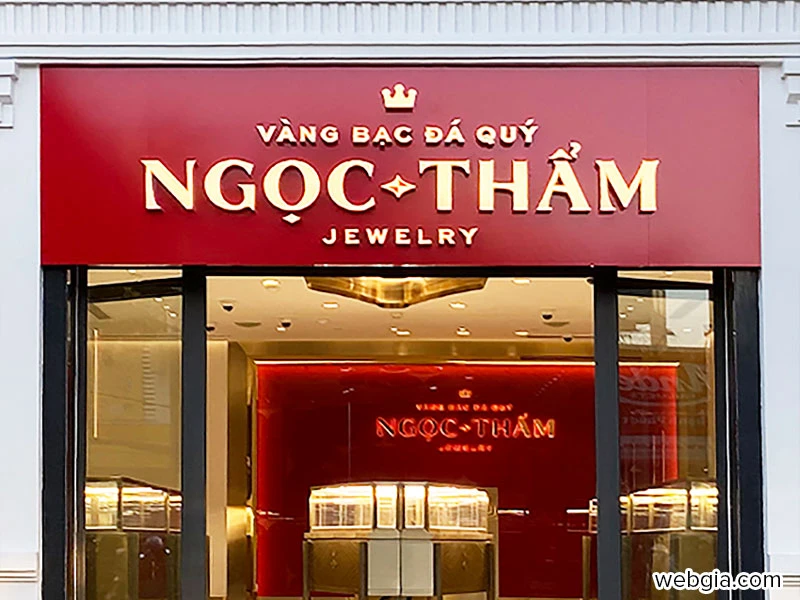 VÀNG BẠC ĐÁ QUÝ
NGỌC THẨM
JEWELRY
VÀNG BẠC ĐÁ QUÝ
NGỌC THẨM
JEWELRY
webgia.com